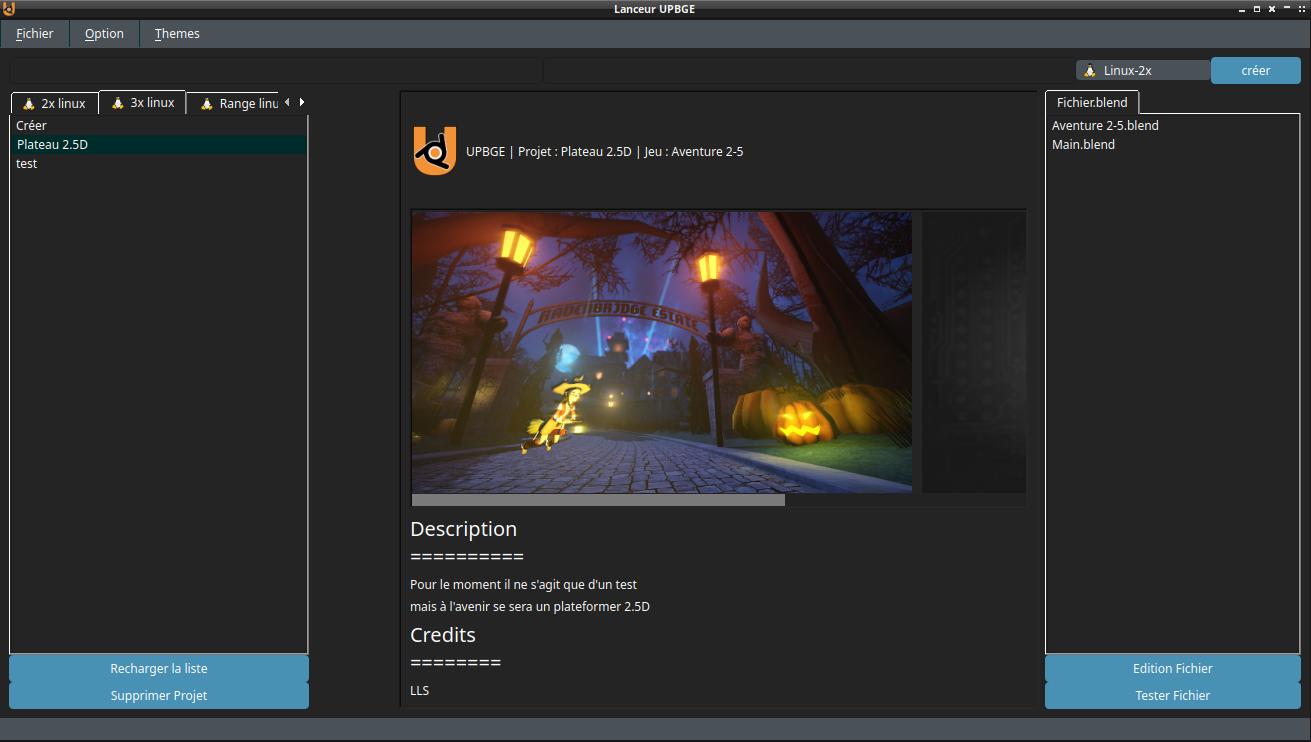 Lanceur UPBGE
Fichier Option Themes
Linux-2x créer
2x linux 3x linux Range linu
Créer
Plateau 2.5D
test
Recharger la liste
Supprimer Projet
UPBGE | Projet : Plateau 2.5D | Jeu : Aventure 2-5
Description
==========
Pour le moment il ne s'agit que d'un test
mais à l'avenir se sera un plateformer 2.5D
Credits
========
LLS
Fichier.blend
Aventure 2-5.blend
Main.blend
Edition Fichier
Tester Fichier